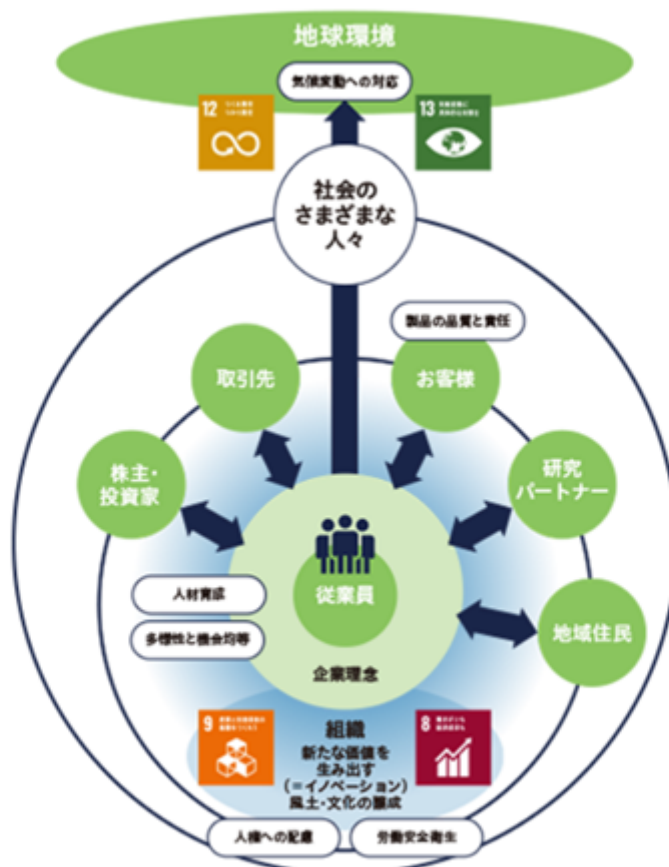 地球環境
気候変動への対応
12
13
社会の
さまざまな
人々
製品の品質と責任
取引先
お客様
株主・
投資家
研究
パートナー
従業員
人材育成
多様性と機会均等
地域住民
企業理念
9
8
組織
新たな価値を
生み出す
(=イノベーション)
風土・文化の醸成
人権への配慮
労働安全衛生